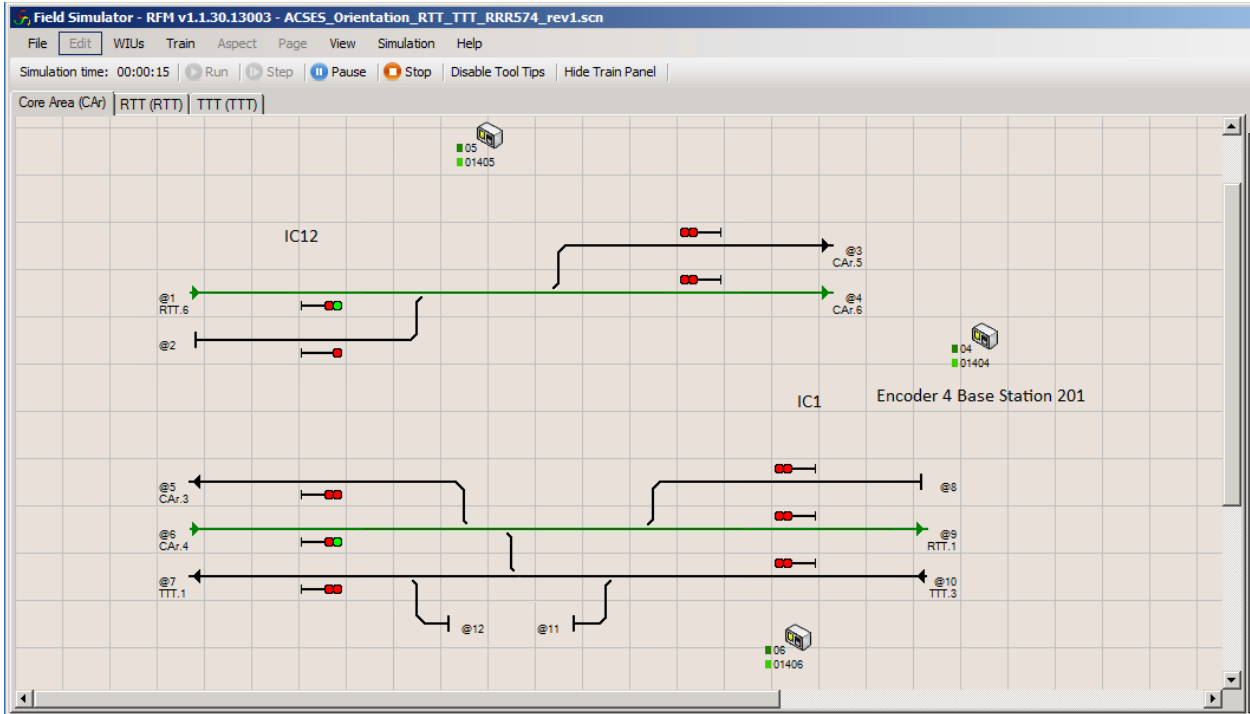 Field Simulator - RFM v1.1.30.13003 - ACSES_Orientation_RTT_TTT_RRR574_rev1.scn
File Edit WIUs Train Aspect Page View Simulation Help
Simulation time: 00:00:15 Run Step Pause Stop Disable Tool Tips Hide Train Panel
Core Area (CAr) RTT (RTT) TTT (TTT)
05
01405
IC12
@3
CAr.5
@1
RTT.6
@4
CAr.6
@2
04
01404
IC1
Encoder 4 Base Station 201
@5
CAr.3
@8
@6
CAr.4
@9
RTT.1
@7
TTT.1
@10
TTT.3
@12
@11
06
01406